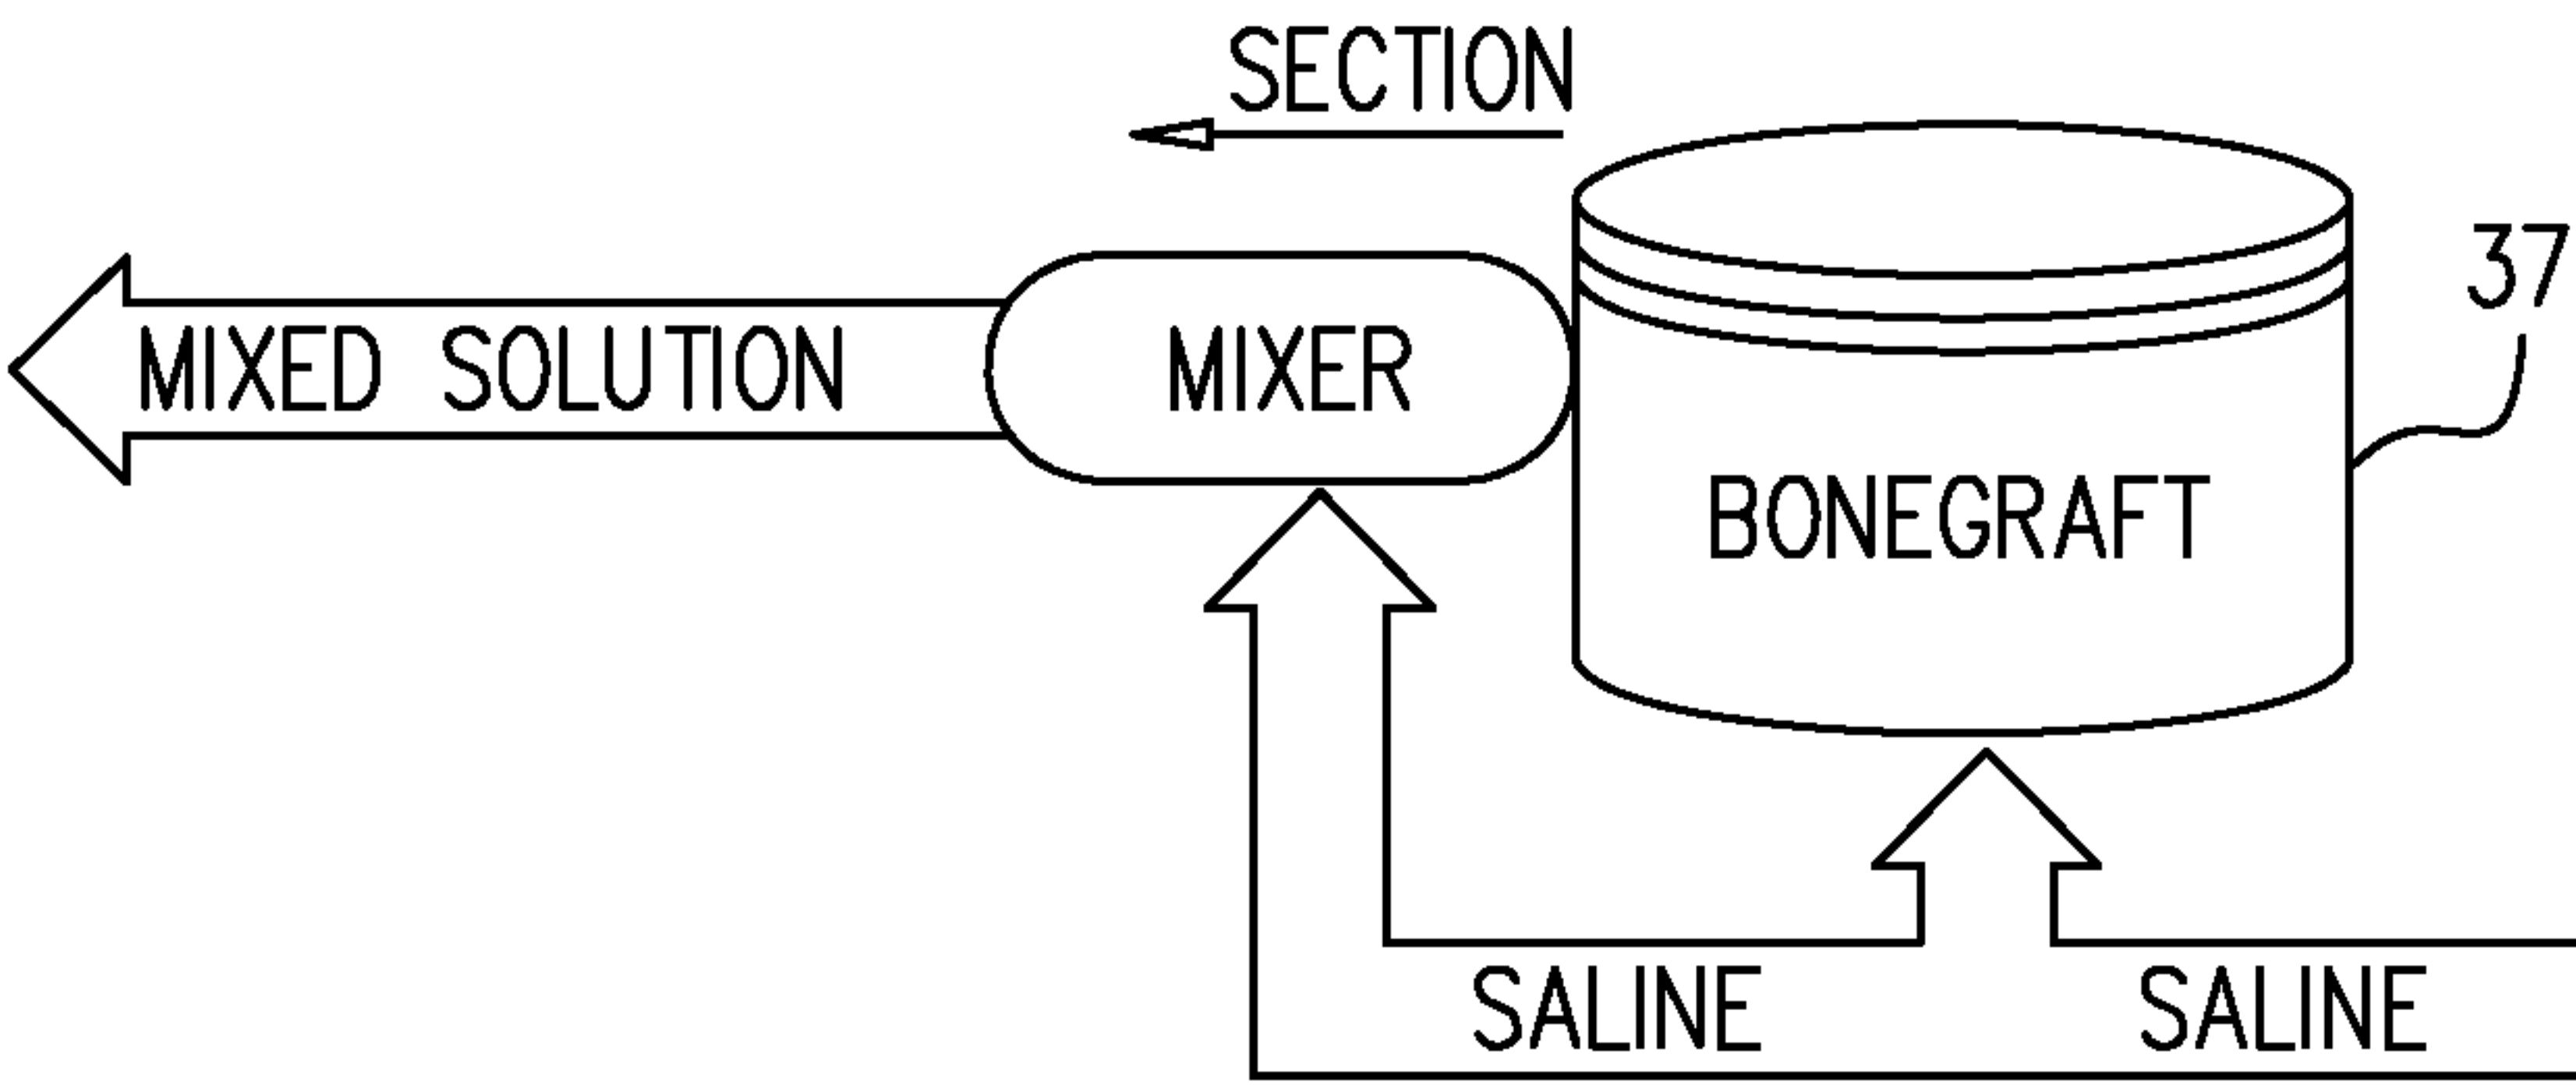 SECTION
37
MIXED SOLUTION
MIXER
BONEGRAFT
SALINE
SALINE